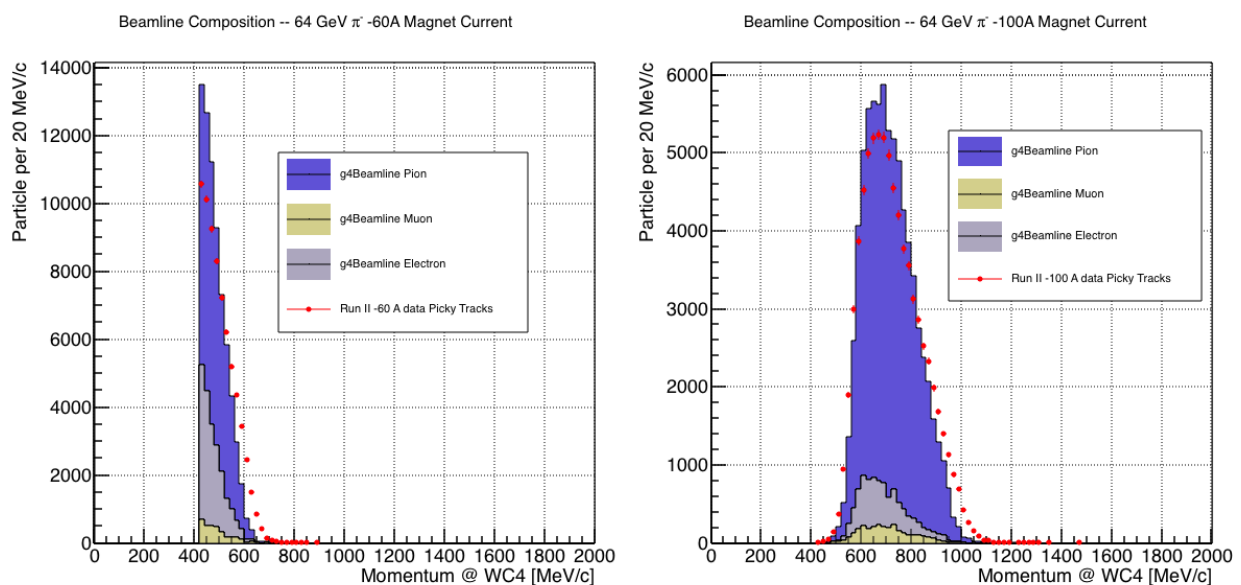 Beamline Composition -- 64 GeV π⁻ -60A Magnet Current
Particle per 20 MeV/c
14000
12000
10000
8000
6000
4000
2000
0
g4Beamline Pion
g4Beamline Muon
g4Beamline Electron
Run II -60 A data Picky Tracks
0 200 400 600 800 1000 1200 1400 1600 1800 2000
Momentum @ WC4 [MeV/c]
Beamline Composition -- 64 GeV π⁻ -100A Magnet Current
Particle per 20 MeV/c
6000
5000
4000
3000
2000
1000
0
g4Beamline Pion
g4Beamline Muon
g4Beamline Electron
Run II -100 A data Picky Tracks
0 200 400 600 800 1000 1200 1400 1600 1800 2000
Momentum @ WC4 [MeV/c]